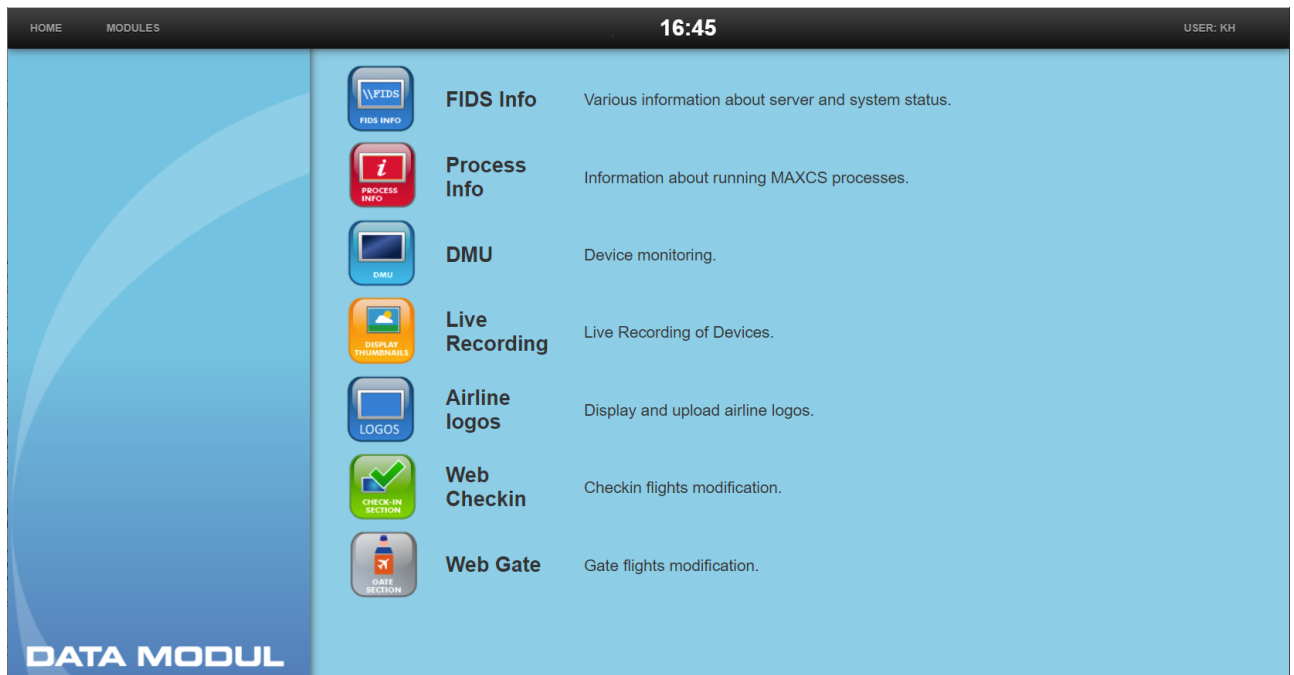 HOME MODULES 16:45 USER: KH
\\FIDS
FIDS INFO
FIDS Info
Various information about server and system status.
i
PROCESS
INFO
Process
Info
Information about running MAXCS processes.
DMU
DMU
Device monitoring.
DISPLAY
THUMBNAILS
Live
Recording
Live Recording of Devices.
LOGOS
Airline
logos
Display and upload airline logos.
CHECK-IN
SECTION
Web
Checkin
Checkin flights modification.
GATE
SECTION
Web Gate
Gate flights modification.
DATA MODUL